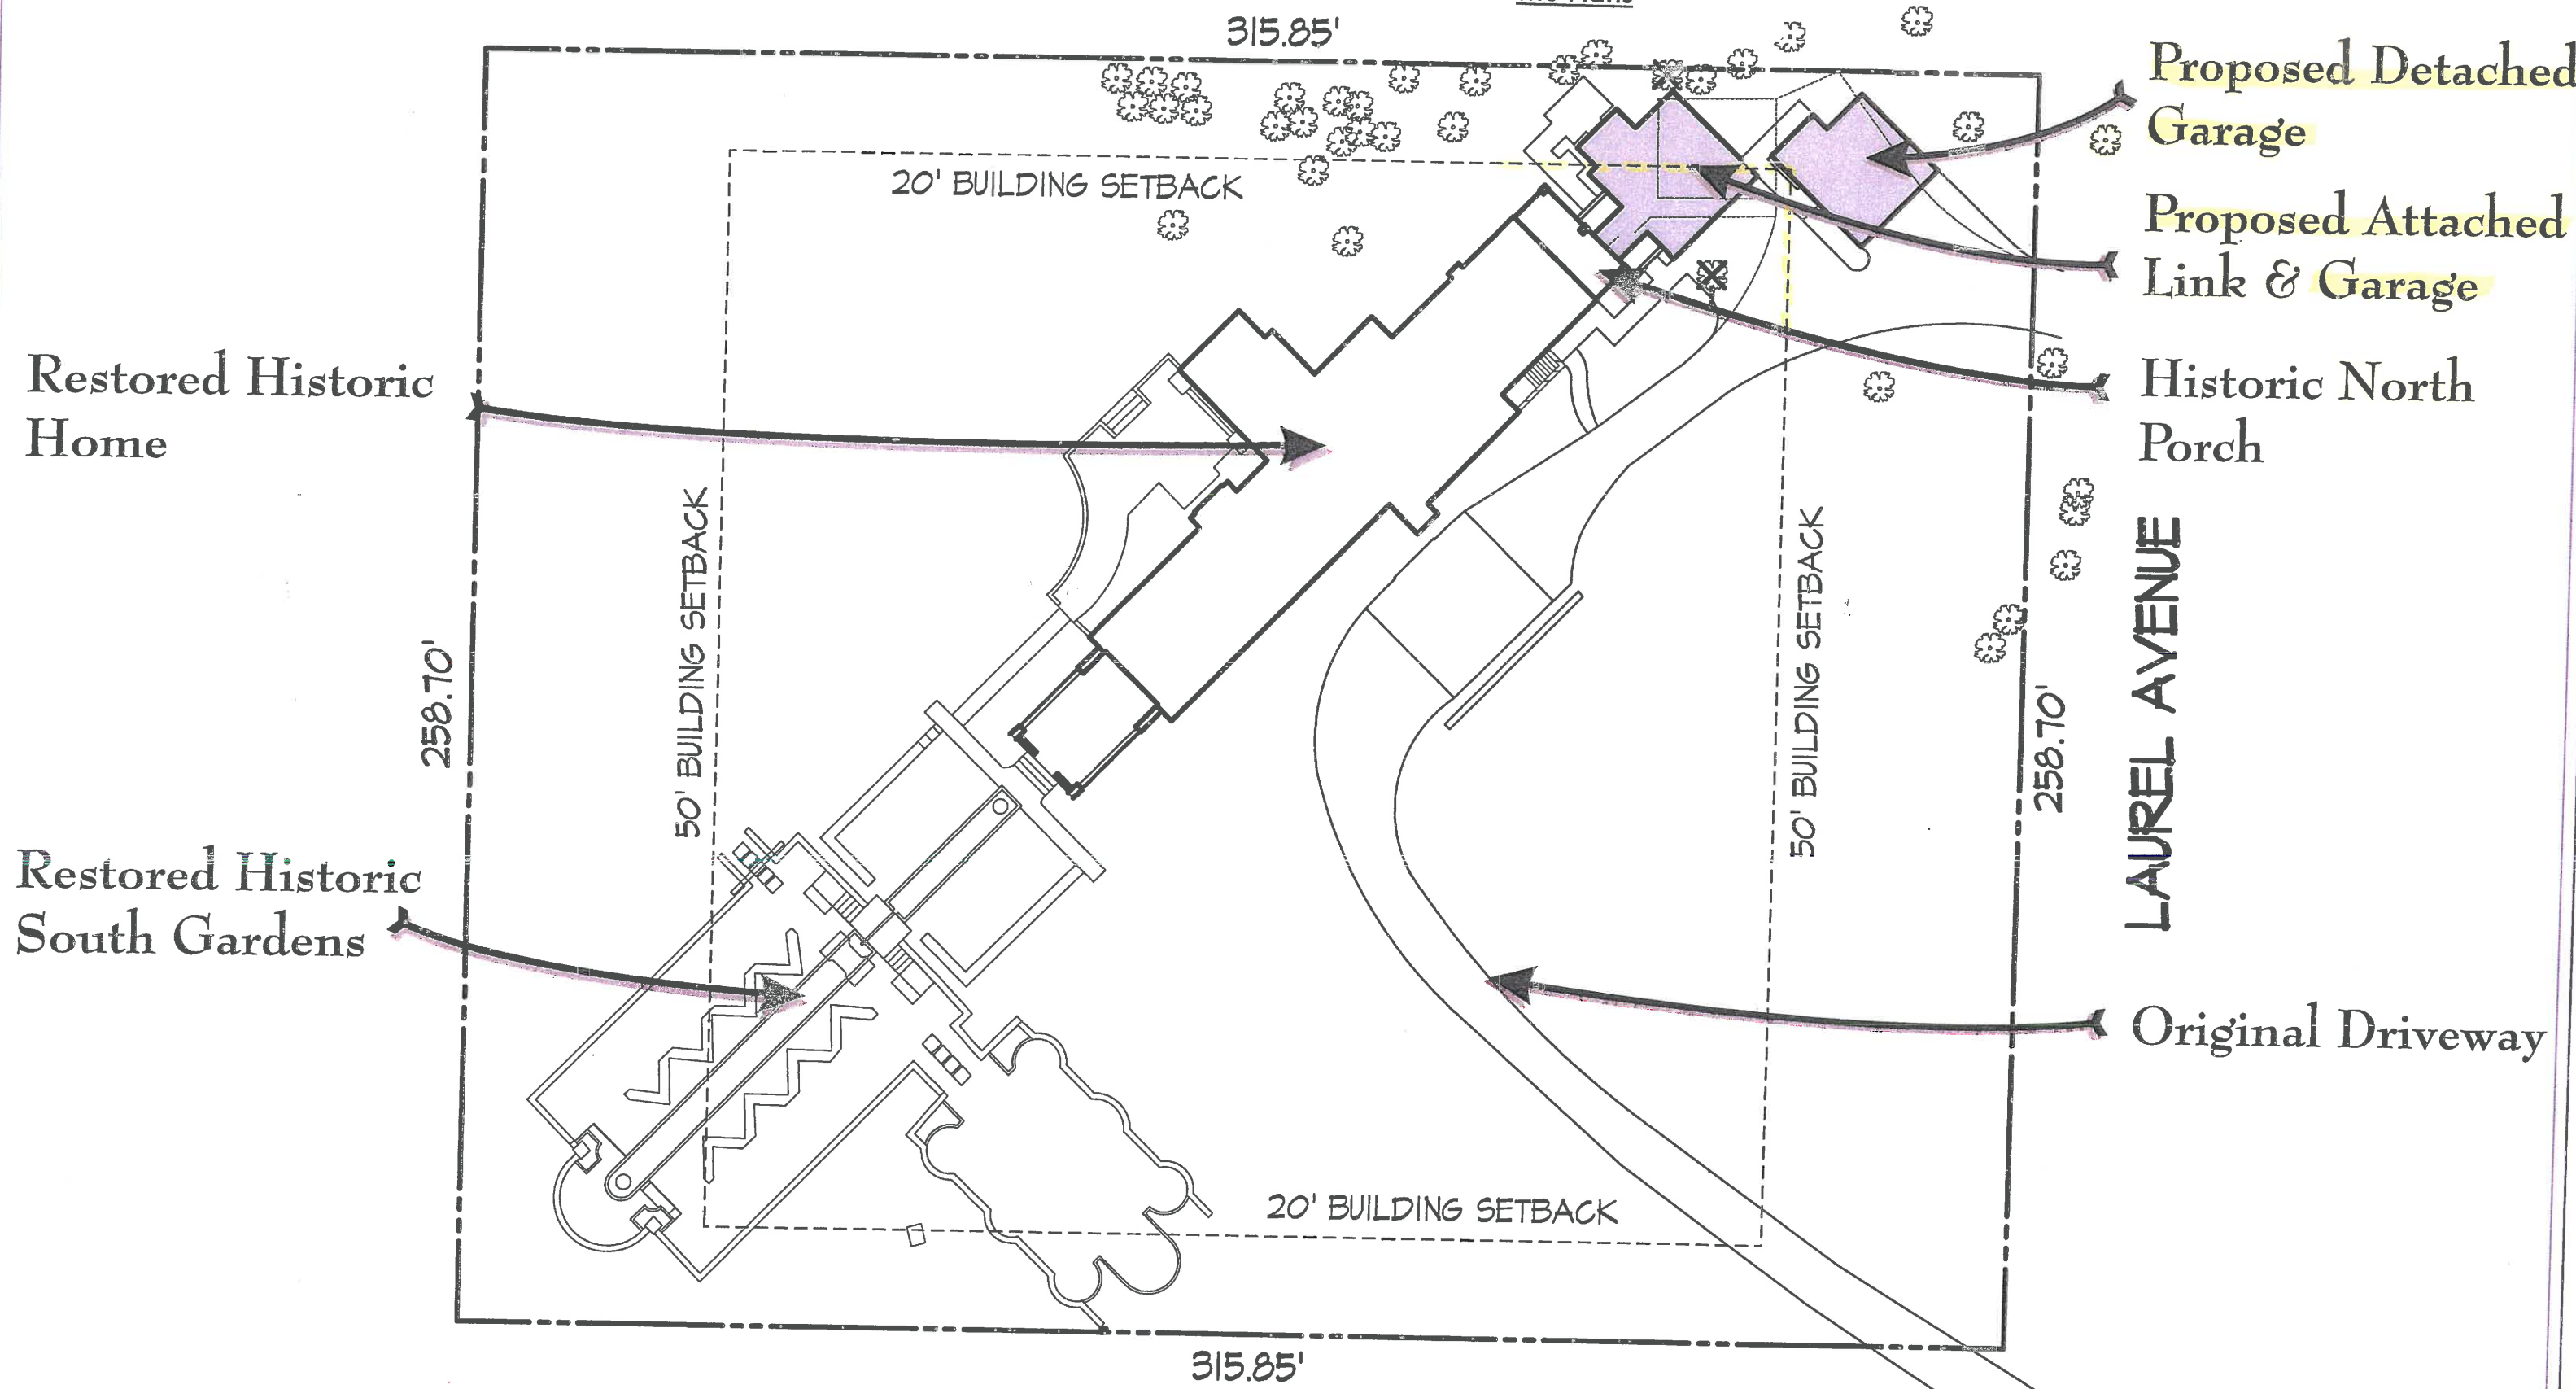 315.85'
Proposed Detached
Garage
20' BUILDING SETBACK
Proposed Attached
Link & Garage
Restored Historic
Home
Historic North
Porch
50' BUILDING SETBACK
50' BUILDING SETBACK
258.70'
258.70'
LAUREL AVENUE
Restored Historic
South Gardens
Original Driveway
20' BUILDING SETBACK
315.85'